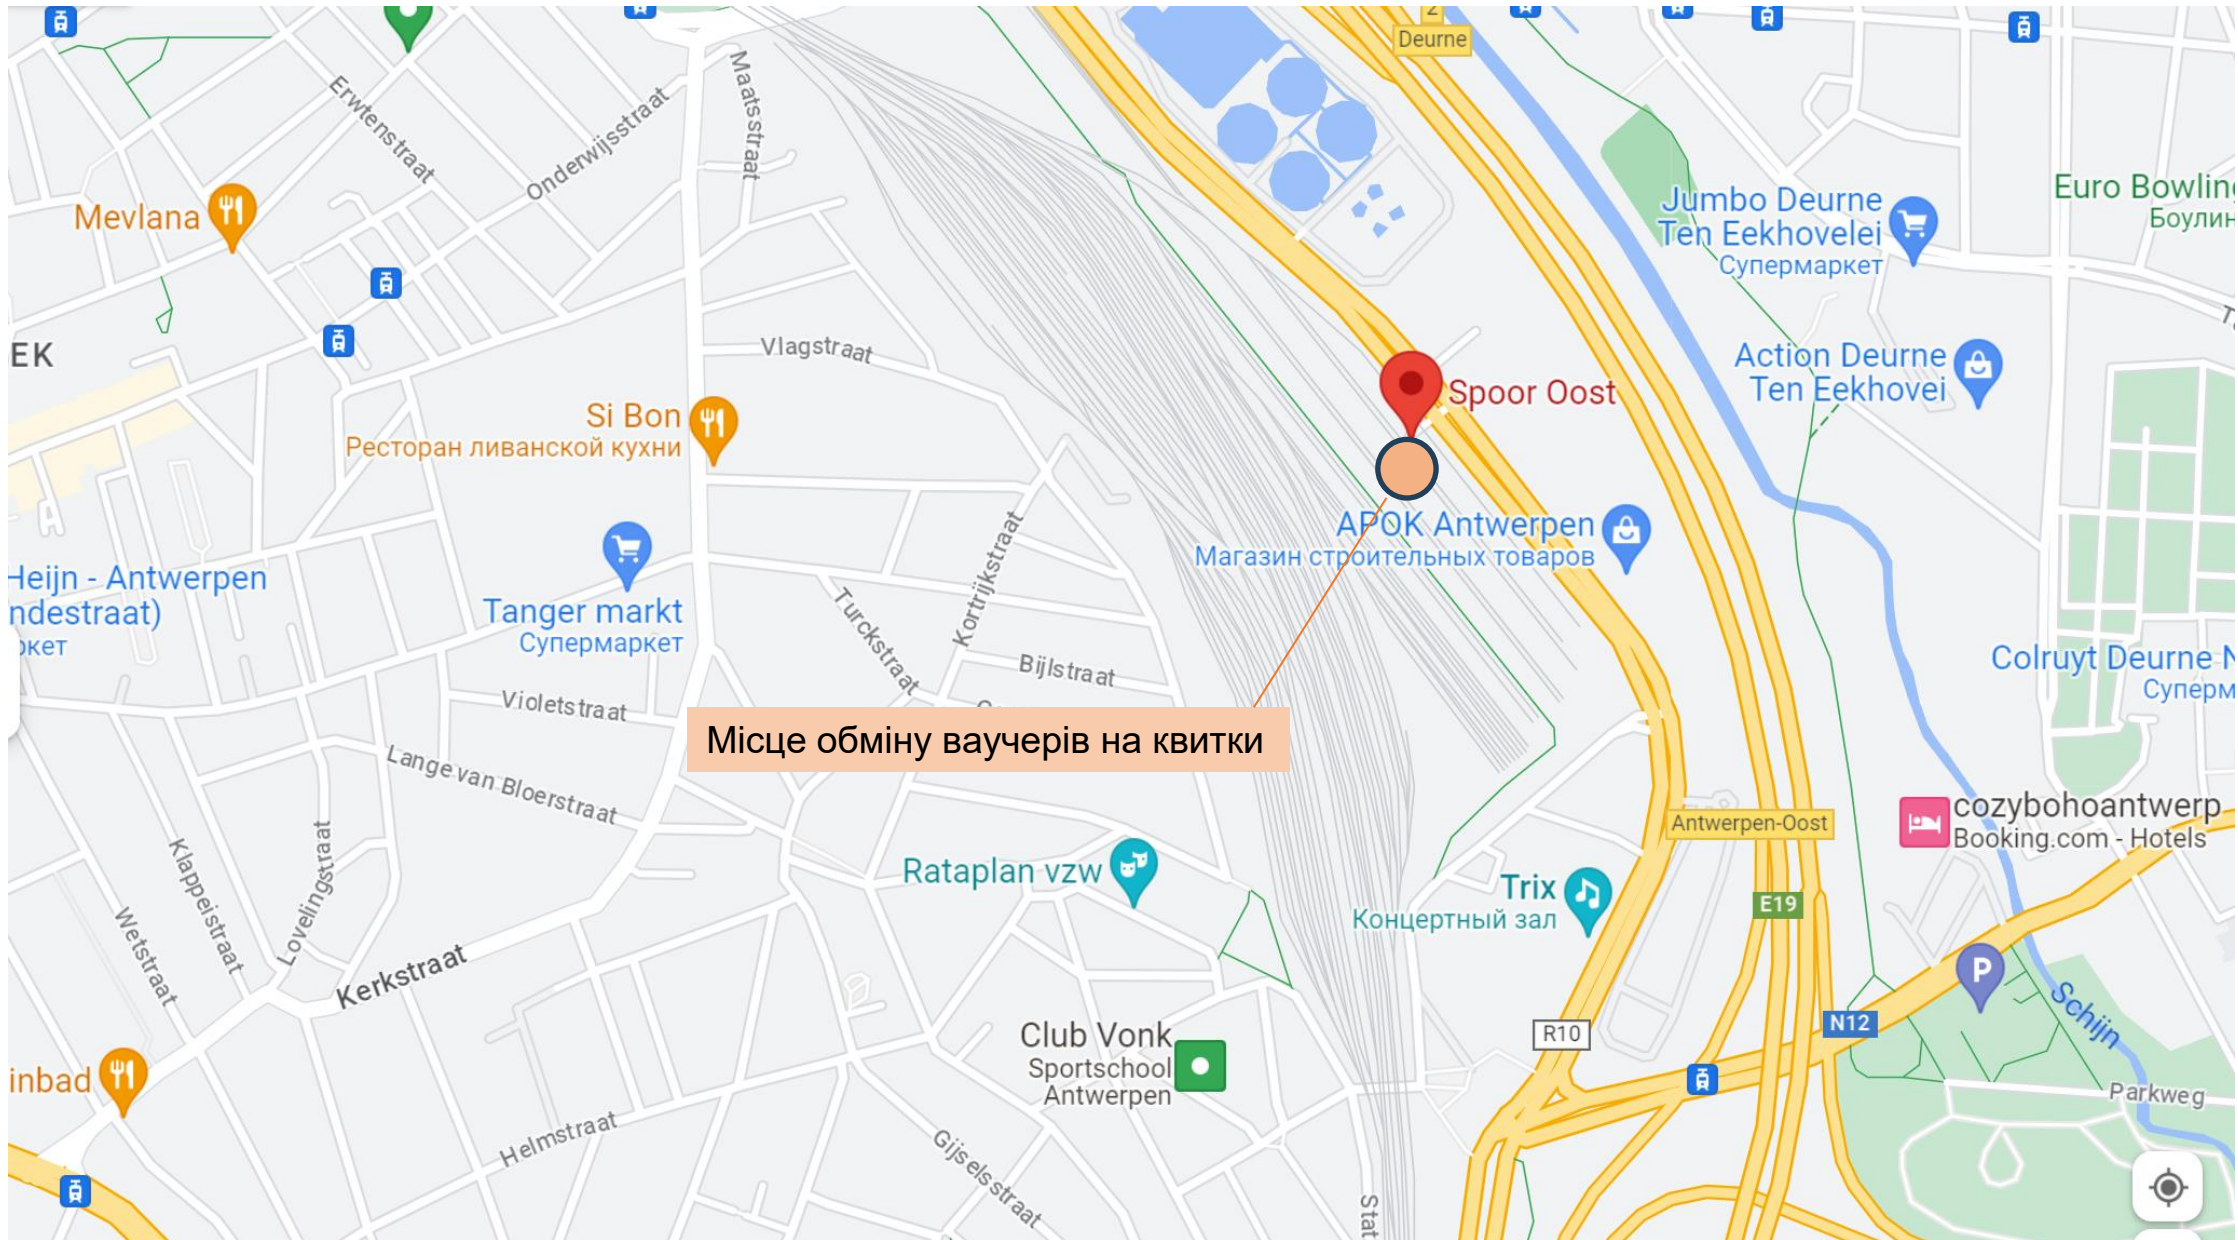 2
Deurne
Maatsstraat
Erwtenstraat
Onderwijsstraat
Mevlana
Jumbo Deurne
Ten Eekhovelei
Супермаркет
Euro Bowling
Боулин
EK
Vlagstraat
Action Deurne
Ten Eekhovei
Spoor Oost
Si Bon
Ресторан ливанской кухни
APOK Antwerpen
Магазин строительных товаров
Kortrijkstraat
Heijn - Antwerpen
ndestraat)
ркет
Tanger markt
Супермаркет
Turckstraat
Bijlstraat
Colruyt Deurne N
Суперм
Violetstraat
Місце обміну ваучерів на квитки
Lange van Bloerstraat
cozybohoantwerp
Booking.com - Hotels
Antwerpen-Oost
Klappeistraat
Lovelingstraat
Rataplan vzw
Trix
Концертный зал
E19
Wetstraat
Kerkstraat
P
Schijn
N12
R10
Club Vonk
Sportschool
Antwerpen
inbad
Parkweg
Helmstraat
Gijselsstraat
Stat